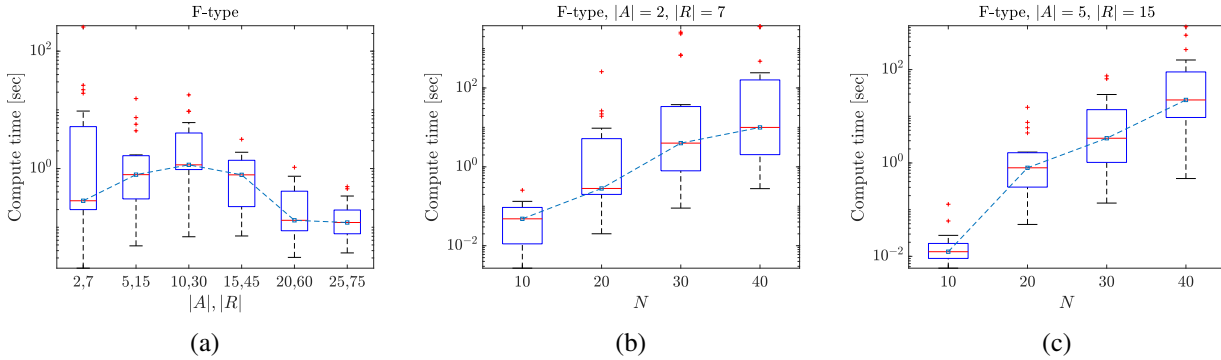 F-type
Compute time [sec]
10^2
10^0
2,7 5,15 10,30 15,45 20,60 25,75
|A|, |R|
(a)
F-type, |A| = 2, |R| = 7
Compute time [sec]
10^2
10^0
10^-2
10 20 30 40
N
(b)
F-type, |A| = 5, |R| = 15
Compute time [sec]
10^2
10^0
10^-2
10 20 30 40
N
(c)